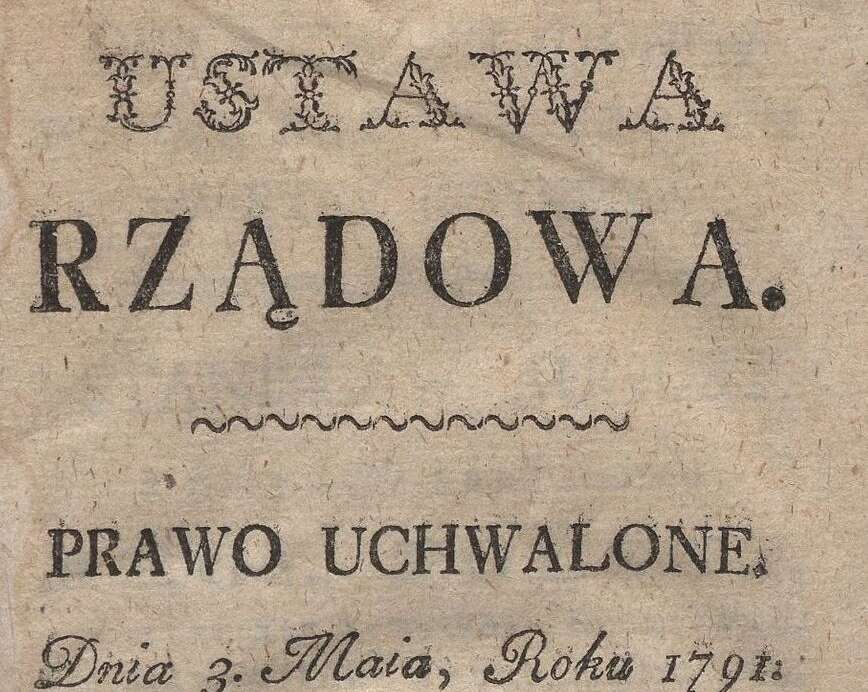 USTAWA
RZĄDOWA.
PRAWO UCHWALONE.
Dnia 3. Maia, Roku 1791: